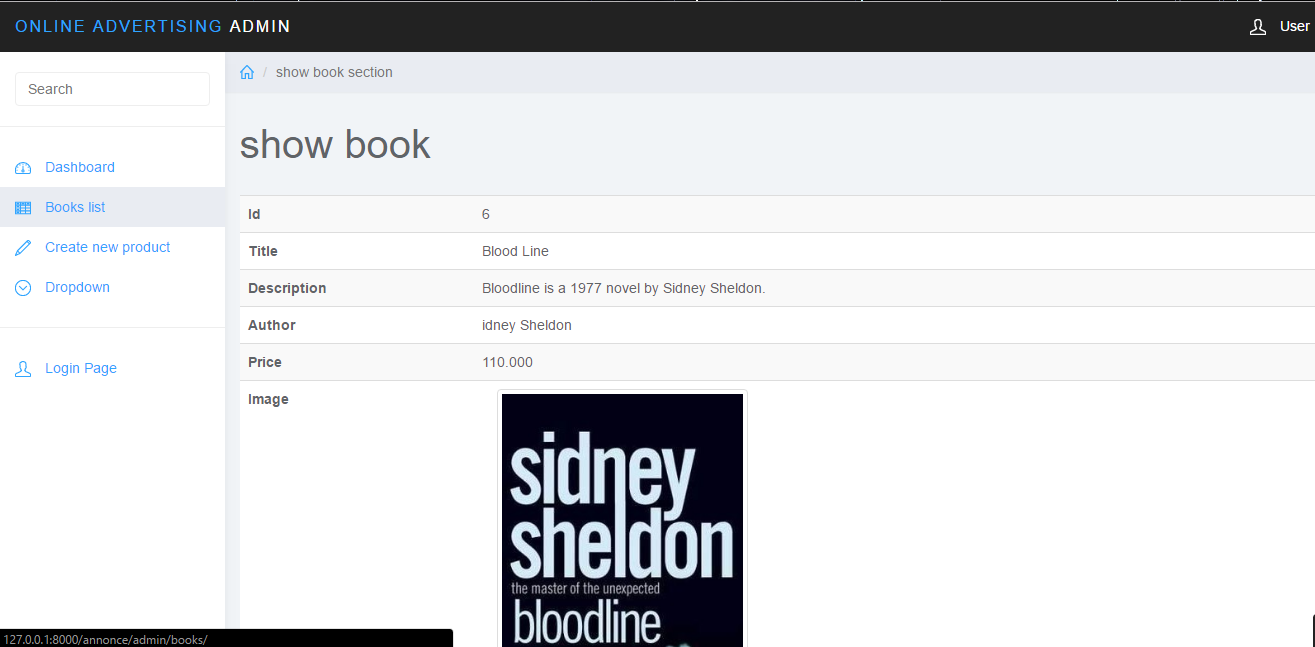 ONLINE ADVERTISING ADMIN
User
Search
/ show book section
show book
Dashboard
Books list
Create new product
Dropdown
Login Page
Id 6
Title Blood Line
Description Bloodline is a 1977 novel by Sidney Sheldon.
Author idney Sheldon
Price 110.000
Image
sidney
sheldon
the master of the unexpected
bloodline
127.0.0.1:8000/annonce/admin/books/